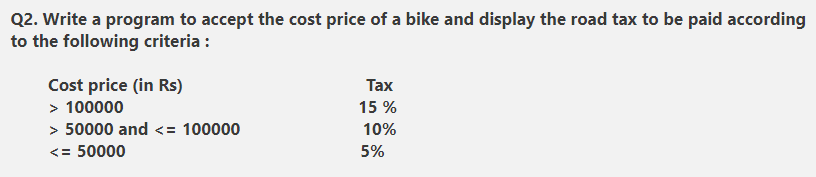 Q2. Write a program to accept the cost price of a bike and display the road tax to be paid according
to the following criteria :
Cost price (in Rs) Tax
> 100000 15 %
> 50000 and <= 100000 10%
<= 50000 5%